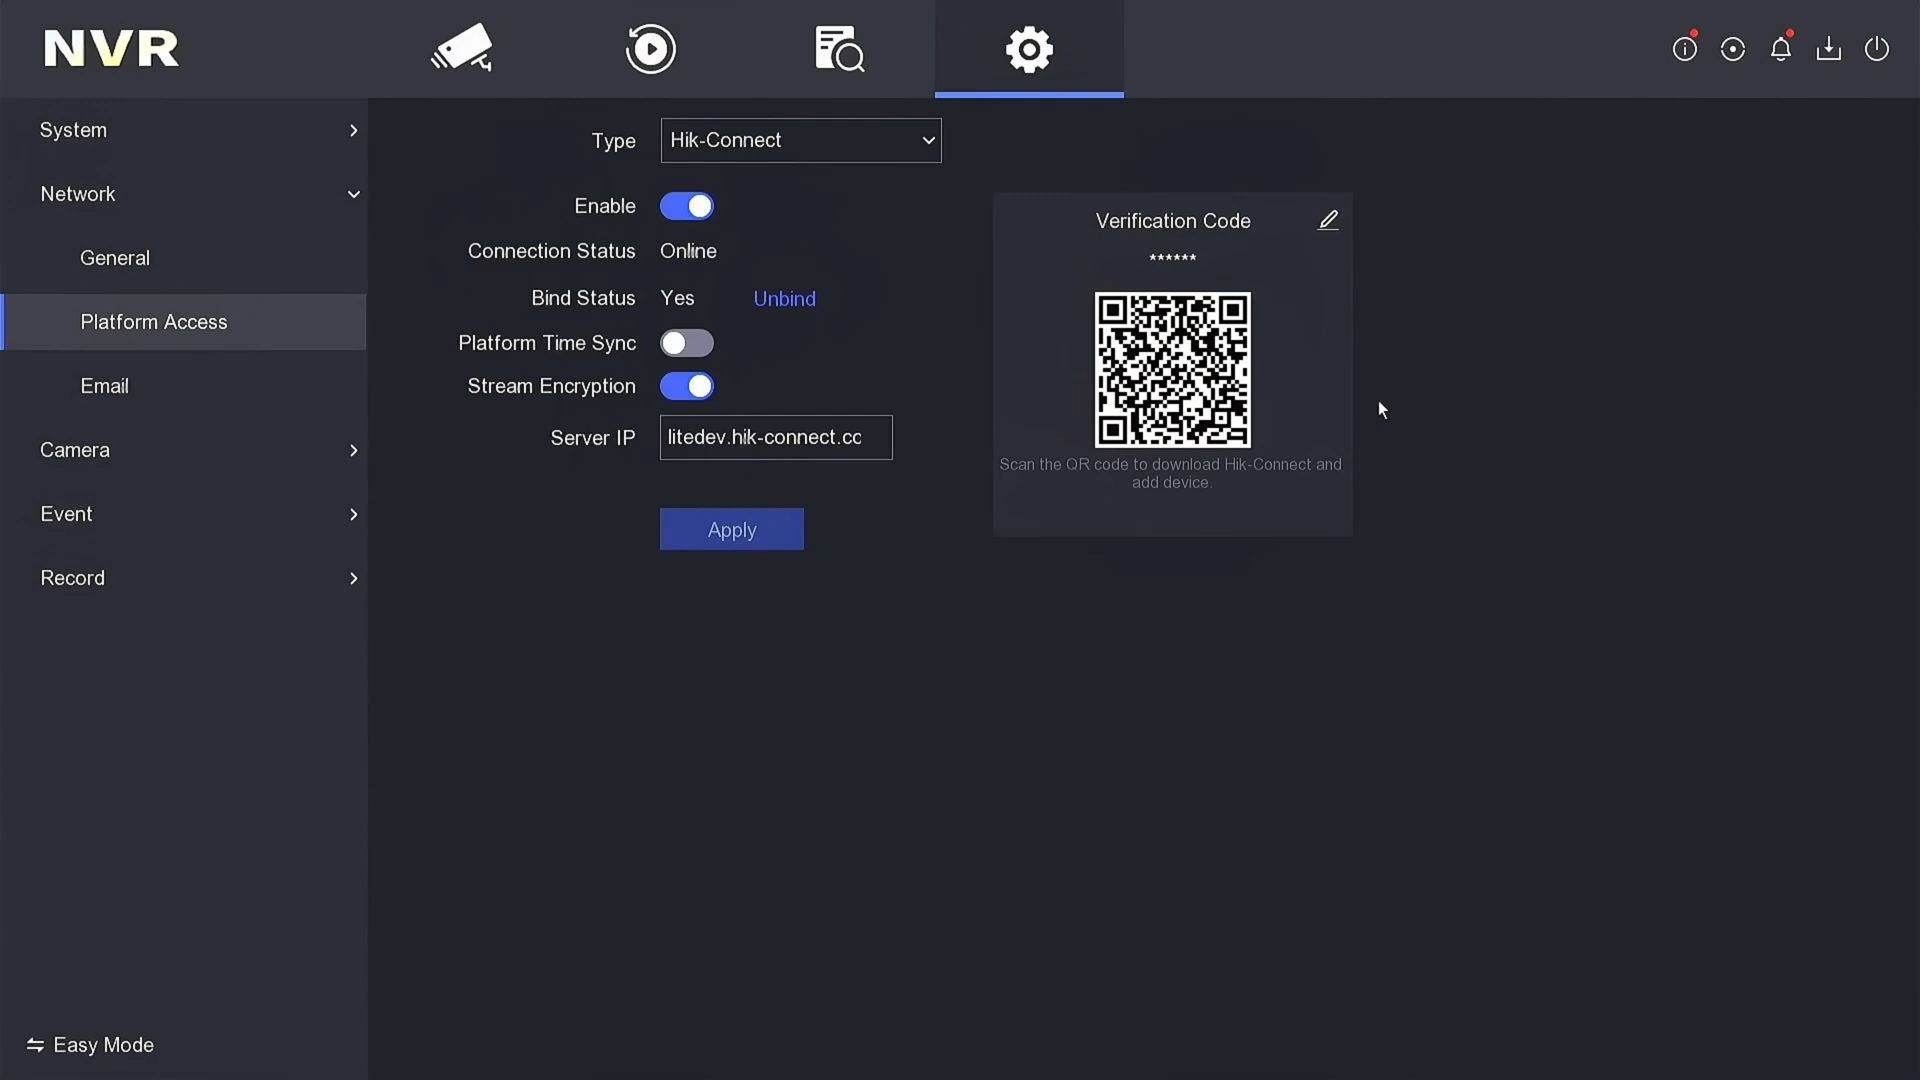 NVR
System
Network
General
Platform Access
Email
Camera
Event
Record
Easy Mode
Type Hik-Connect
Enable
Connection Status Online
Bind Status Yes Unbind
Platform Time Sync
Stream Encryption
Server IP litedev.hik-connect.cc
Apply
Verification Code
******
Scan the QR code to download Hik-Connect and
add device.